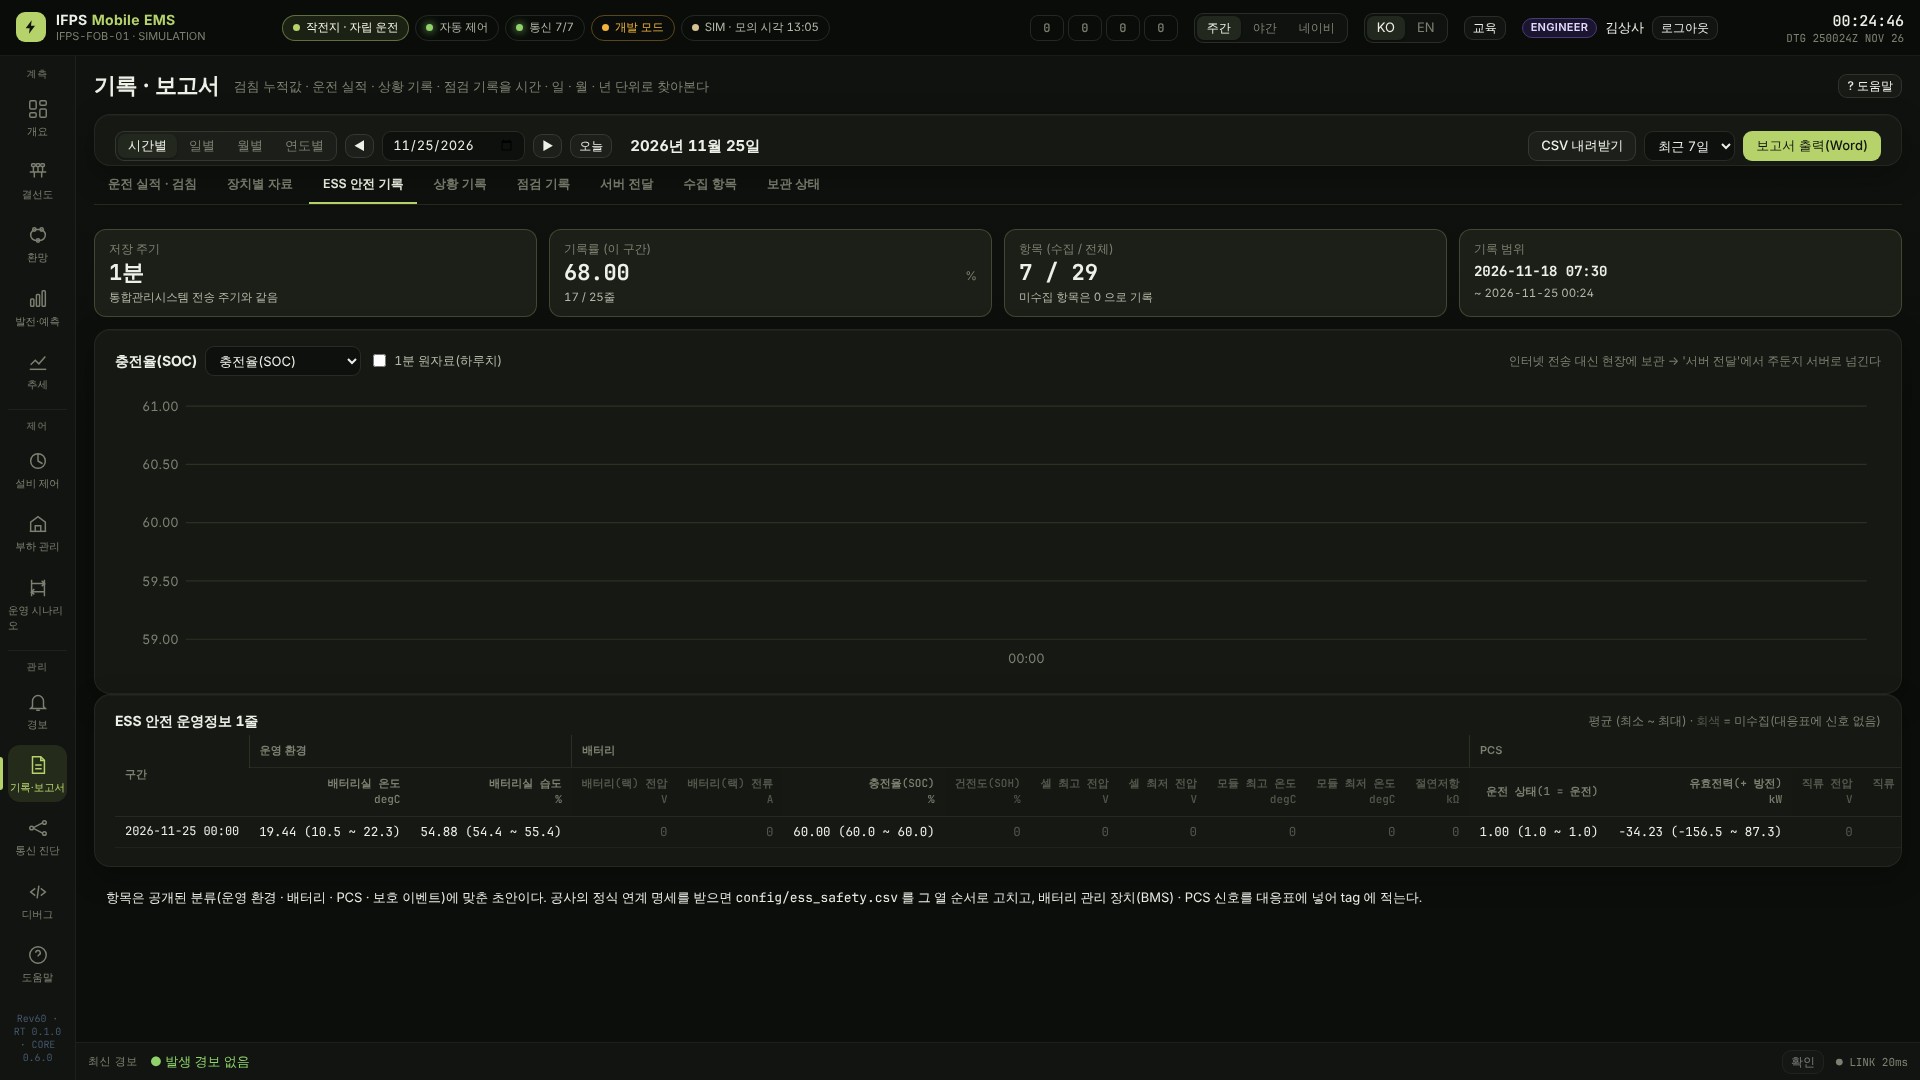 IFPS Mobile EMS
IFPS-FOB-01 · SIMULATION
작전지 · 자립 운전
자동 제어
통신 7/7
개발 모드
SIM · 모의 시각 13:05
0 0 0 0
주간 야간 네이비
KO EN
교육
ENGINEER 김상사 로그아웃
00:24:46
DTG 250024Z NOV 26
계측
개요
결선도
환망
발전·예측
추세
제어
설비 제어
부하 관리
운영 시나리
오
관리
경보
기록·보고서
통신 진단
디버그
도움말
Rev60 ·
RT 0.1.0
· CORE
0.6.0
기록 · 보고서
검침 누적값 · 운전 실적 · 상황 기록 · 점검 기록을 시간 · 일 · 월 · 년 단위로 찾아본다
? 도움말
시간별 일별 월별 연도별 ◀ 11/25/2026 ▶ 오늘 2026년 11월 25일
CSV 내려받기 최근 7일 보고서 출력(Word)
운전 실적 · 검침 장치별 자료 ESS 안전 기록 상황 기록 점검 기록 서버 전달 수집 항목 보관 상태
저장 주기
1분
통합관리시스템 전송 주기와 같음
기록률 (이 구간)
68.00 %
17 / 25줄
항목 (수집 / 전체)
7 / 29
미수집 항목은 0 으로 기록
기록 범위
2026-11-18 07:30
~ 2026-11-25 00:24
충전율(SOC) 충전율(SOC) 1분 원자료(하루치)
인터넷 전송 대신 현장에 보관 → '서버 전달'에서 주둔지 서버로 넘긴다
61.00
60.50
60.00
59.50
59.00
00:00
ESS 안전 운영정보 1줄
평균 (최소 ~ 최대) · 회색 = 미수집(대응표에 신호 없음)
구간 운영 환경 배터리 PCS
배터리실 온도 degC 배터리실 습도 % 배터리(랙) 전압 V 배터리(랙) 전류 A 충전율(SOC) % 건전도(SOH) % 셀 최고 전압 V 셀 최저 전압 V 모듈 최고 온도 degC 모듈 최저 온도 degC 절연저항 kΩ 운전 상태(1 = 운전) 유효전력(+ 방전) kW 직류 전압 V 직류
2026-11-25 00:00 19.44 (10.5 ~ 22.3) 54.88 (54.4 ~ 55.4) 0 0 60.00 (60.0 ~ 60.0) 0 0 0 0 0 0 1.00 (1.0 ~ 1.0) -34.23 (-156.5 ~ 87.3) 0
항목은 공개된 분류(운영 환경 · 배터리 · PCS · 보호 이벤트)에 맞춘 초안이다. 공사의 정식 연계 명세를 받으면 config/ess_safety.csv 를 그 열 순서로 고치고, 배터리 관리 장치(BMS) · PCS 신호를 대응표에 넣어 tag 에 적는다.
최신 경보 발생 경보 없음
확인 LINK 20ms